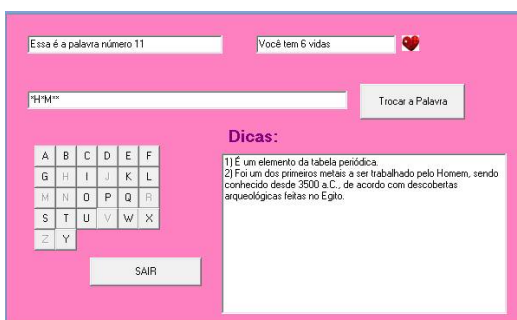 Essa é a palavra número 11
Você tem 6 vidas
*H*M**
Trocar a Palavra
Dicas:
A B C D E F
G H I J K L
M N O P Q R
S T U V W X
Z Y
1) É um elemento da tabela periódica.
2) Foi um dos primeiros metais a ser trabalhado pelo Homem, sendo
conhecido desde 3500 a.C., de acordo com descobertas
arqueológicas feitas no Egito.
SAIR